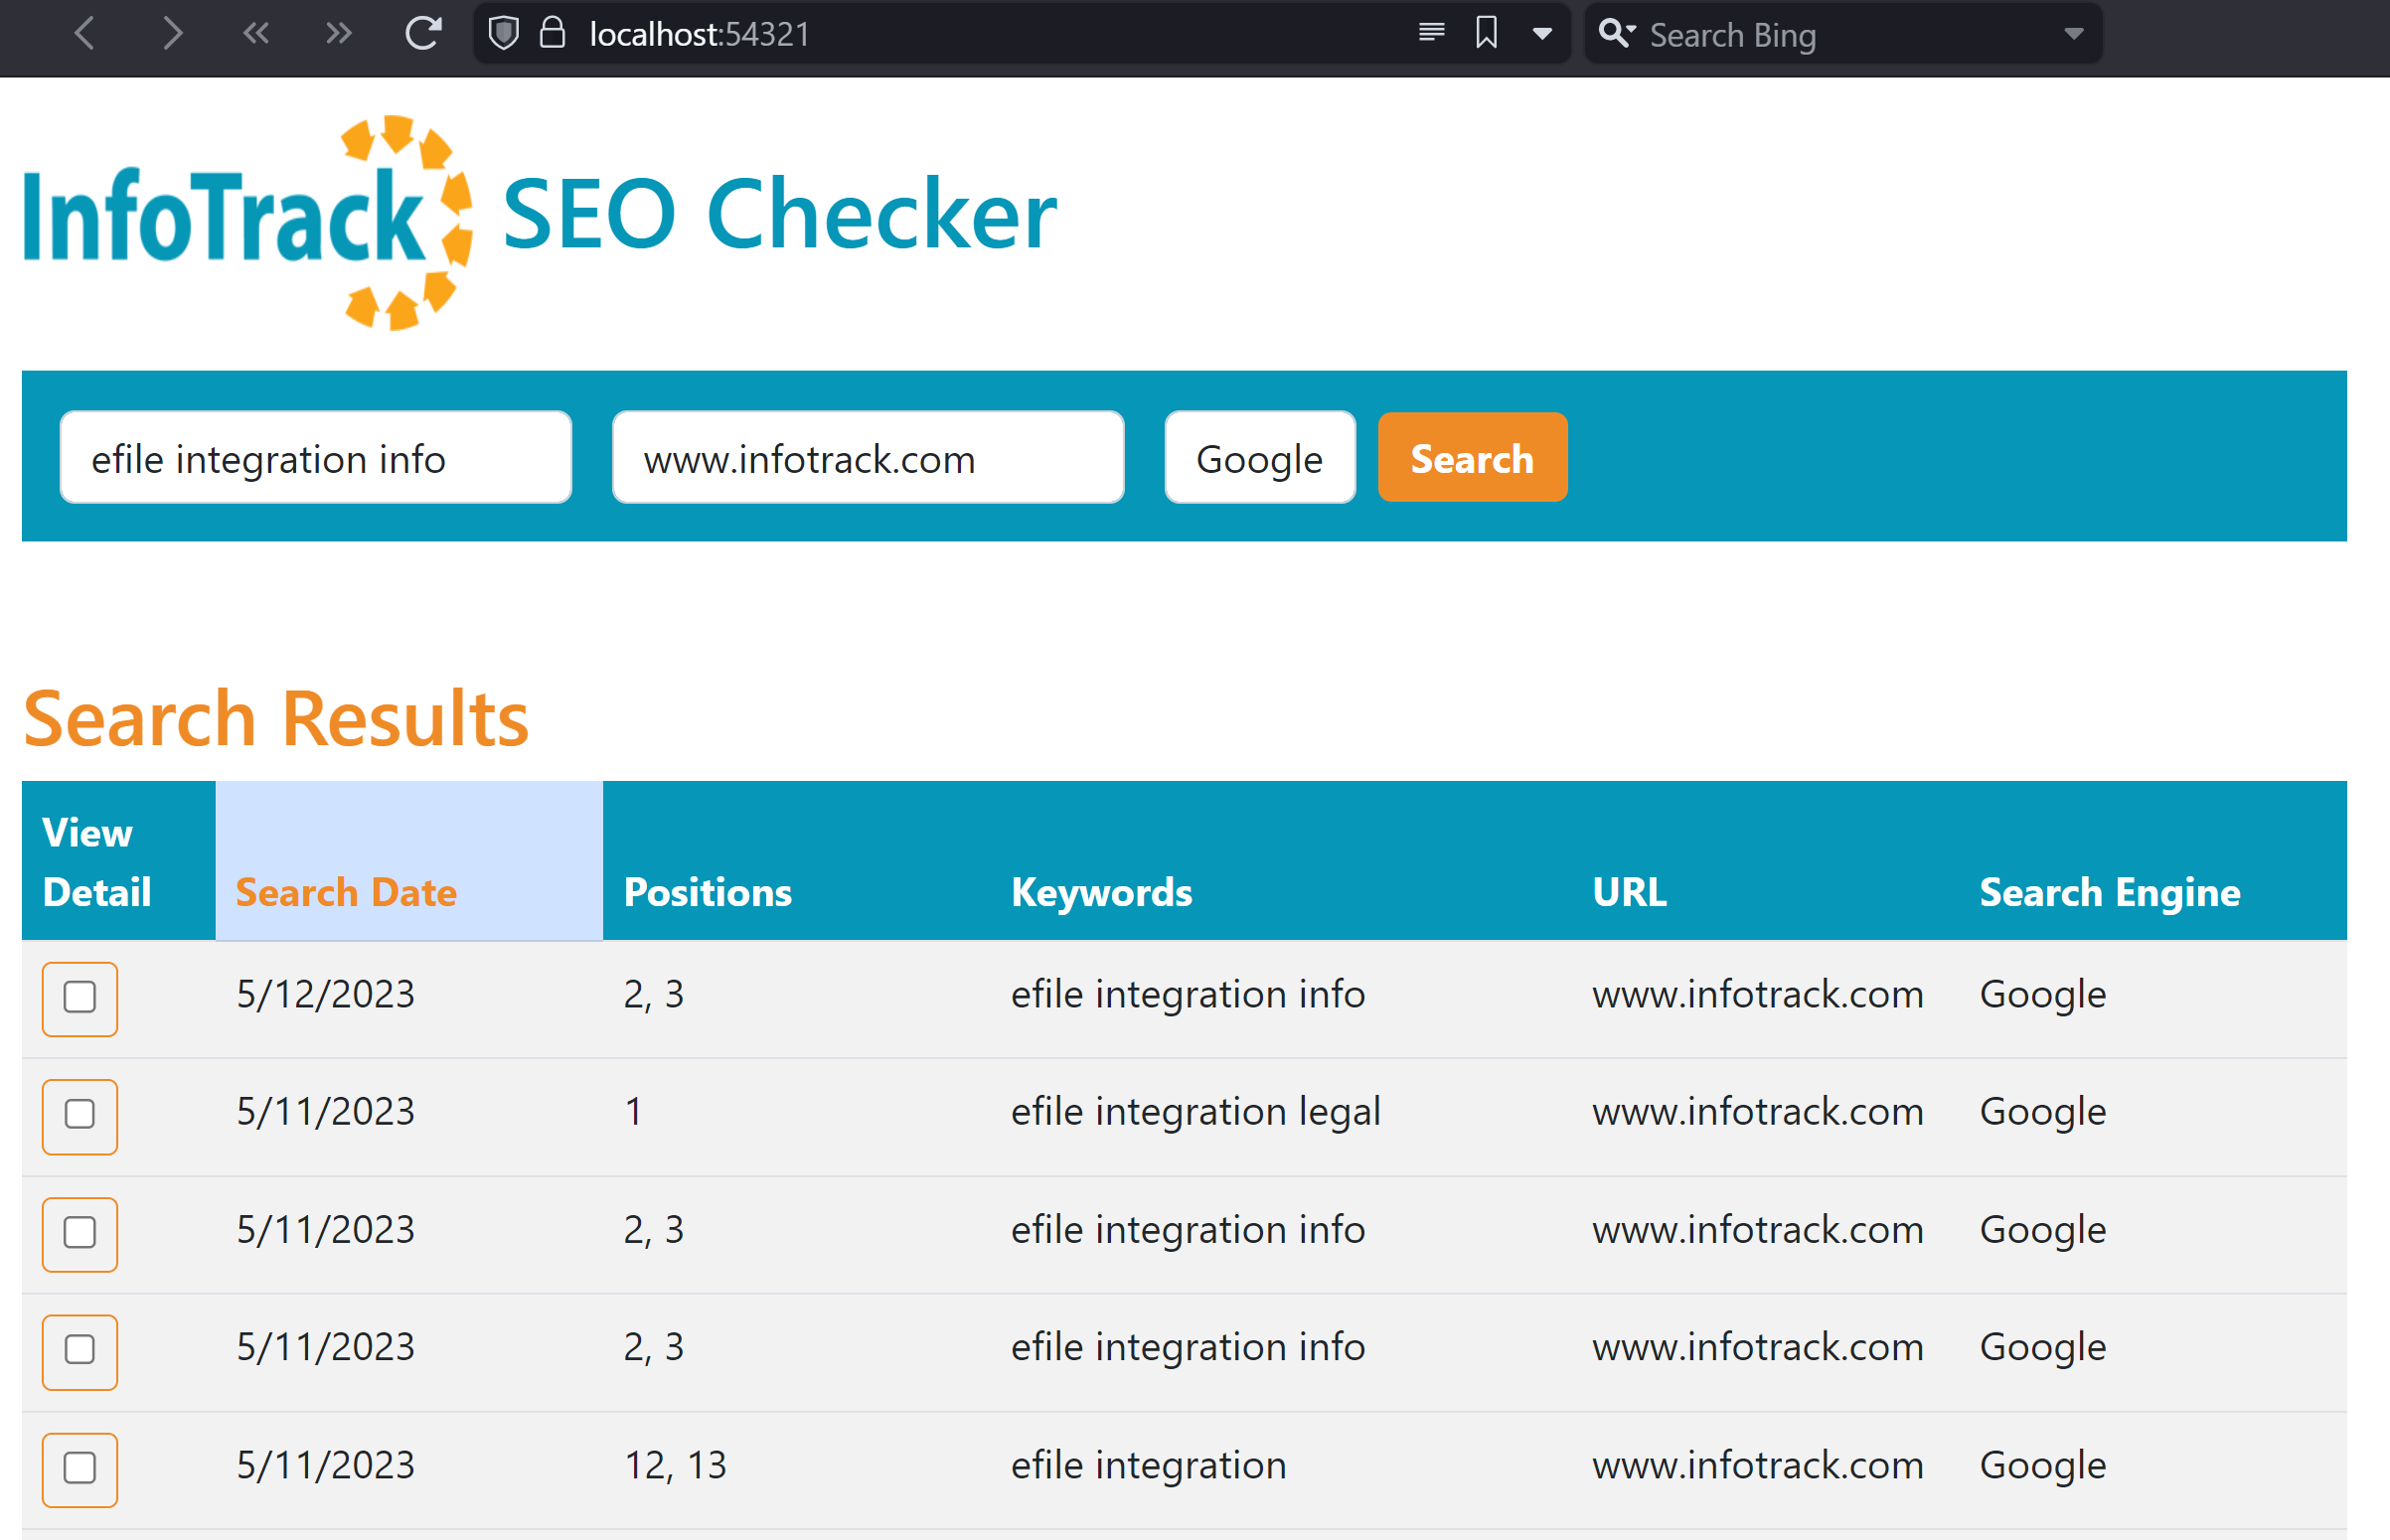 localhost:54321 Search Bing
InfoTrack SEO Checker
efile integration info www.infotrack.com Google Search
Search Results
View
Detail Search Date Positions Keywords URL Search Engine
5/12/2023 2, 3 efile integration info www.infotrack.com Google
5/11/2023 1 efile integration legal www.infotrack.com Google
5/11/2023 2, 3 efile integration info www.infotrack.com Google
5/11/2023 2, 3 efile integration info www.infotrack.com Google
5/11/2023 12, 13 efile integration www.infotrack.com Google